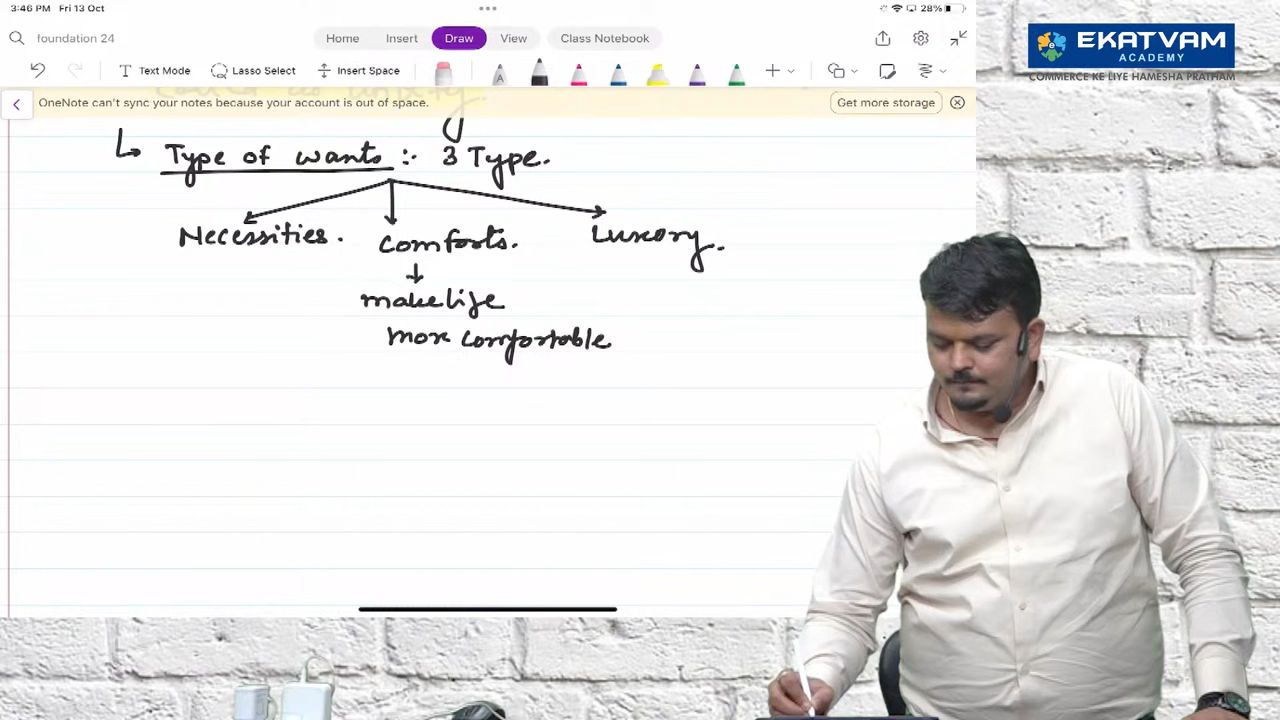 3:46 PM Fri 13 Oct
28%
foundation 24
Home Insert Draw View Class Notebook
Text Mode Lasso Select Insert Space
OneNote can't sync your notes because your account is out of space.
Get more storage
Type of wants :- 3 Type.
Necessities. Comforts. Luxory.
make life
more comfortable
EKATVAM
ACADEMY
COMMERCE KE LIYE HAMESHA PRATHAM